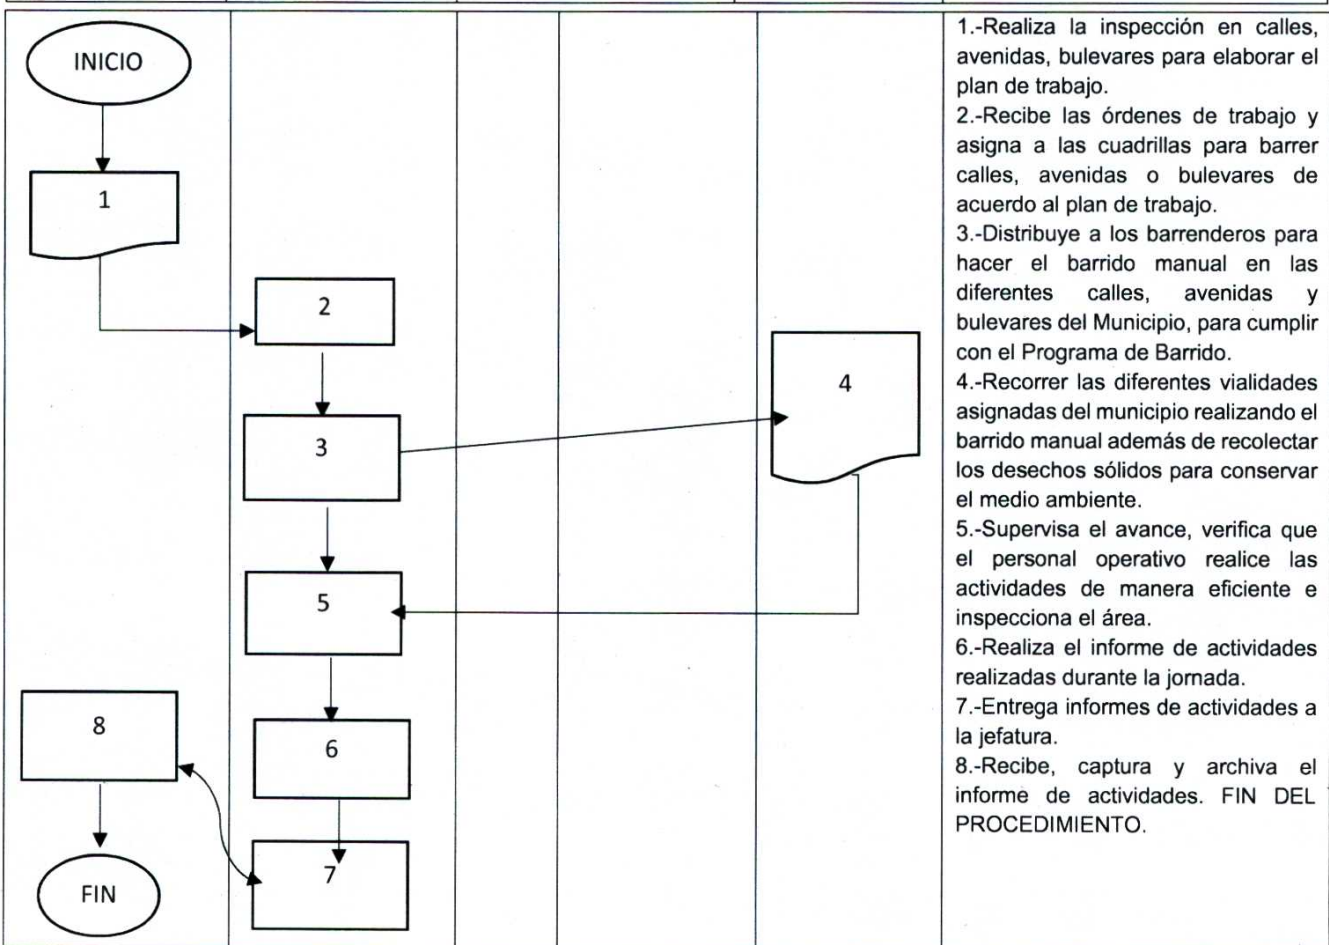 INICIO
1
2
3
4
5
6
7
8
FIN
1.-Realiza la inspección en calles,
avenidas, bulevares para elaborar el
plan de trabajo.
2.-Recibe las órdenes de trabajo y
asigna a las cuadrillas para barrer
calles, avenidas o bulevares de
acuerdo al plan de trabajo.
3.-Distribuye a los barrenderos para
hacer el barrido manual en las
diferentes calles, avenidas y
bulevares del Municipio, para cumplir
con el Programa de Barrido.
4.-Recorrer las diferentes vialidades
asignadas del municipio realizando el
barrido manual además de recolectar
los desechos sólidos para conservar
el medio ambiente.
5.-Supervisa el avance, verifica que
el personal operativo realice las
actividades de manera eficiente e
inspecciona el área.
6.-Realiza el informe de actividades
realizadas durante la jornada.
7.-Entrega informes de actividades a
la jefatura.
8.-Recibe, captura y archiva el
informe de actividades. FIN DEL
PROCEDIMIENTO.